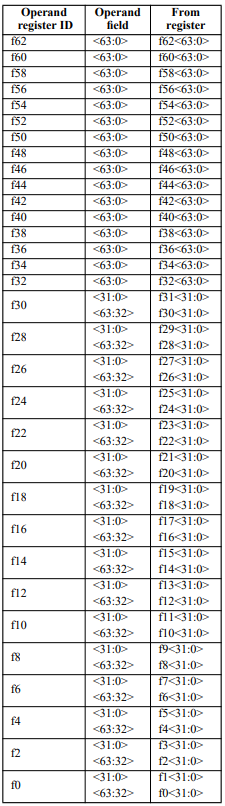 Operand Operand From
register ID field register
f62 <63:0> f62<63:0>
f60 <63:0> f60<63:0>
f58 <63:0> f58<63:0>
f56 <63:0> f56<63:0>
f54 <63:0> f54<63:0>
f52 <63:0> f52<63:0>
f50 <63:0> f50<63:0>
f48 <63:0> f48<63:0>
f46 <63:0> f46<63:0>
f44 <63:0> f44<63:0>
f42 <63:0> f42<63:0>
f40 <63:0> f40<63:0>
f38 <63:0> f38<63:0>
f36 <63:0> f36<63:0>
f34 <63:0> f34<63:0>
f32 <63:0> f32<63:0>
f30 <31:0> f31<31:0>
<63:32> f30<31:0>
f28 <31:0> f29<31:0>
<63:32> f28<31:0>
f26 <31:0> f27<31:0>
<63:32> f26<31:0>
f24 <31:0> f25<31:0>
<63:32> f24<31:0>
f22 <31:0> f23<31:0>
<63:32> f22<31:0>
f20 <31:0> f21<31:0>
<63:32> f20<31:0>
f18 <31:0> f19<31:0>
<63:32> f18<31:0>
f16 <31:0> f17<31:0>
<63:32> f16<31:0>
f14 <31:0> f15<31:0>
<63:32> f14<31:0>
f12 <31:0> f13<31:0>
<63:32> f12<31:0>
f10 <31:0> f11<31:0>
<63:32> f10<31:0>
f8 <31:0> f9<31:0>
<63:32> f8<31:0>
f6 <31:0> f7<31:0>
<63:32> f6<31:0>
f4 <31:0> f5<31:0>
<63:32> f4<31:0>
f2 <31:0> f3<31:0>
<63:32> f2<31:0>
f0 <31:0> f1<31:0>
<63:32> f0<31:0>